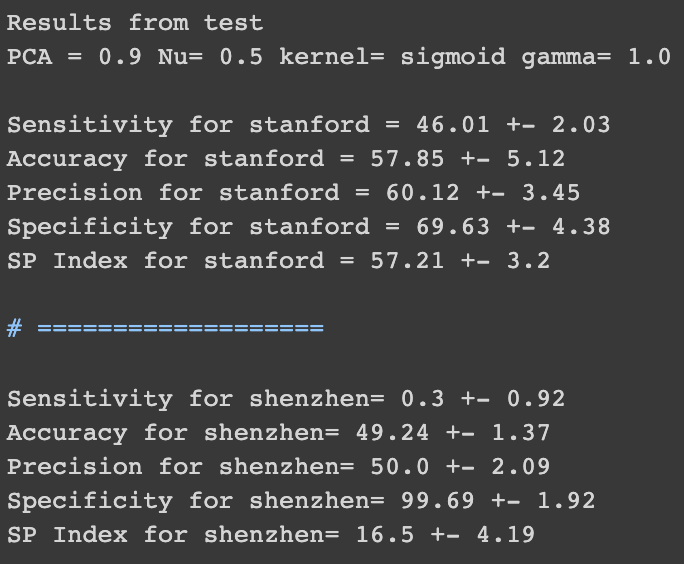 Results from test
PCA = 0.9 Nu= 0.5 kernel= sigmoid gamma= 1.0
Sensitivity for stanford = 46.01 +- 2.03
Accuracy for stanford = 57.85 +- 5.12
Precision for stanford = 60.12 +- 3.45
Specificity for stanford = 69.63 +- 4.38
SP Index for stanford = 57.21 +- 3.2
# ===================
Sensitivity for shenzhen= 0.3 +- 0.92
Accuracy for shenzhen= 49.24 +- 1.37
Precision for shenzhen= 50.0 +- 2.09
Specificity for shenzhen= 99.69 +- 1.92
SP Index for shenzhen= 16.5 +- 4.19